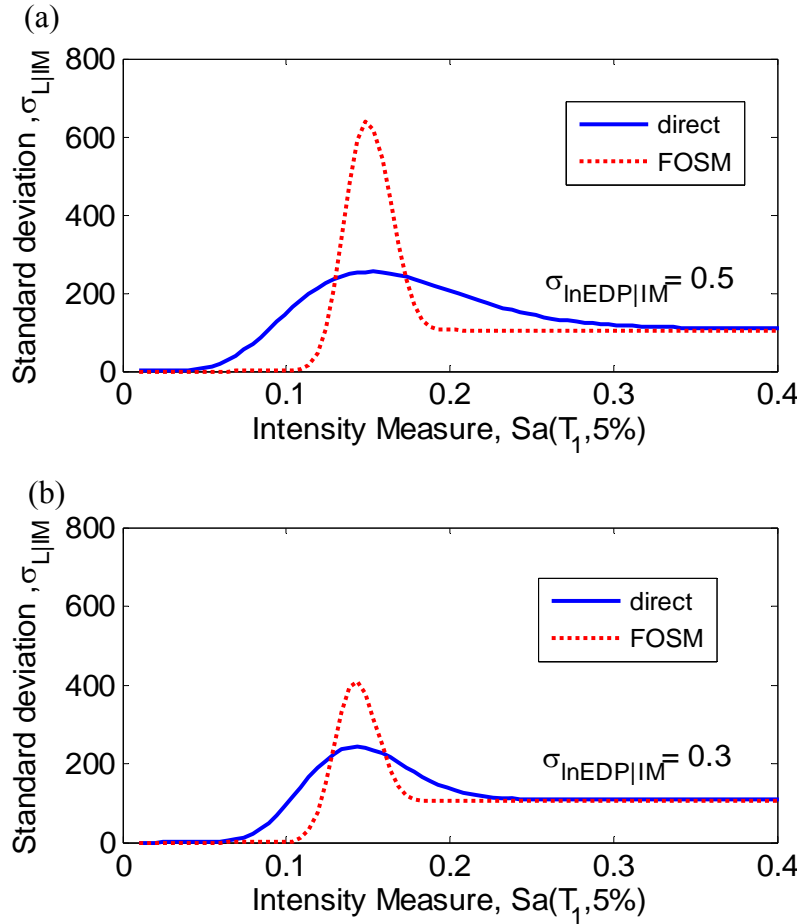 (a)
800
600
400
200
0
Standard deviation ,σL|IM
direct
FOSM
σlnEDP|IM = 0.5
0
0.1
0.2
0.3
0.4
Intensity Measure, Sa(T1,5%)
(b)
800
600
400
200
0
Standard deviation ,σL|IM
direct
FOSM
σlnEDP|IM = 0.3
0
0.1
0.2
0.3
0.4
Intensity Measure, Sa(T1,5%)